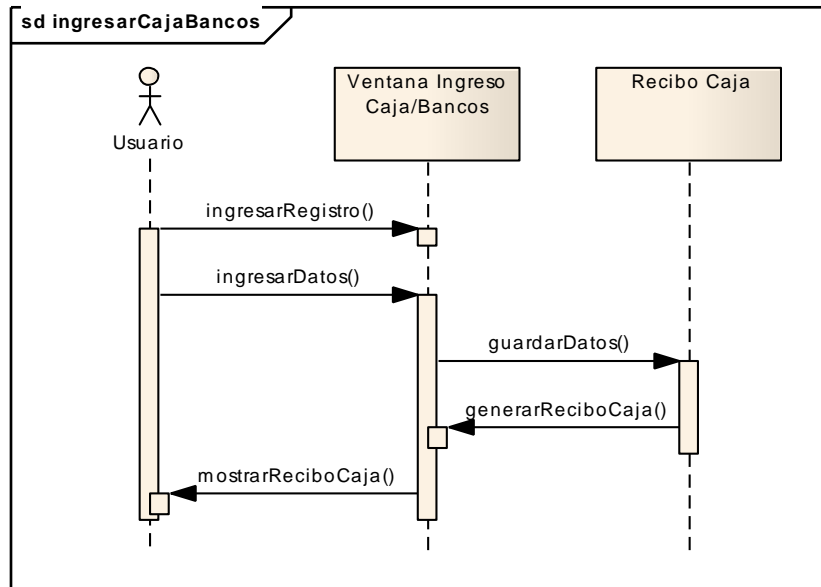 sd ingresarCajaBancos
Usuario
Ventana Ingreso
Caja/Bancos
Recibo Caja
ingresarRegistro()
ingresarDatos()
guardarDatos()
generarReciboCaja()
mostrarReciboCaja()